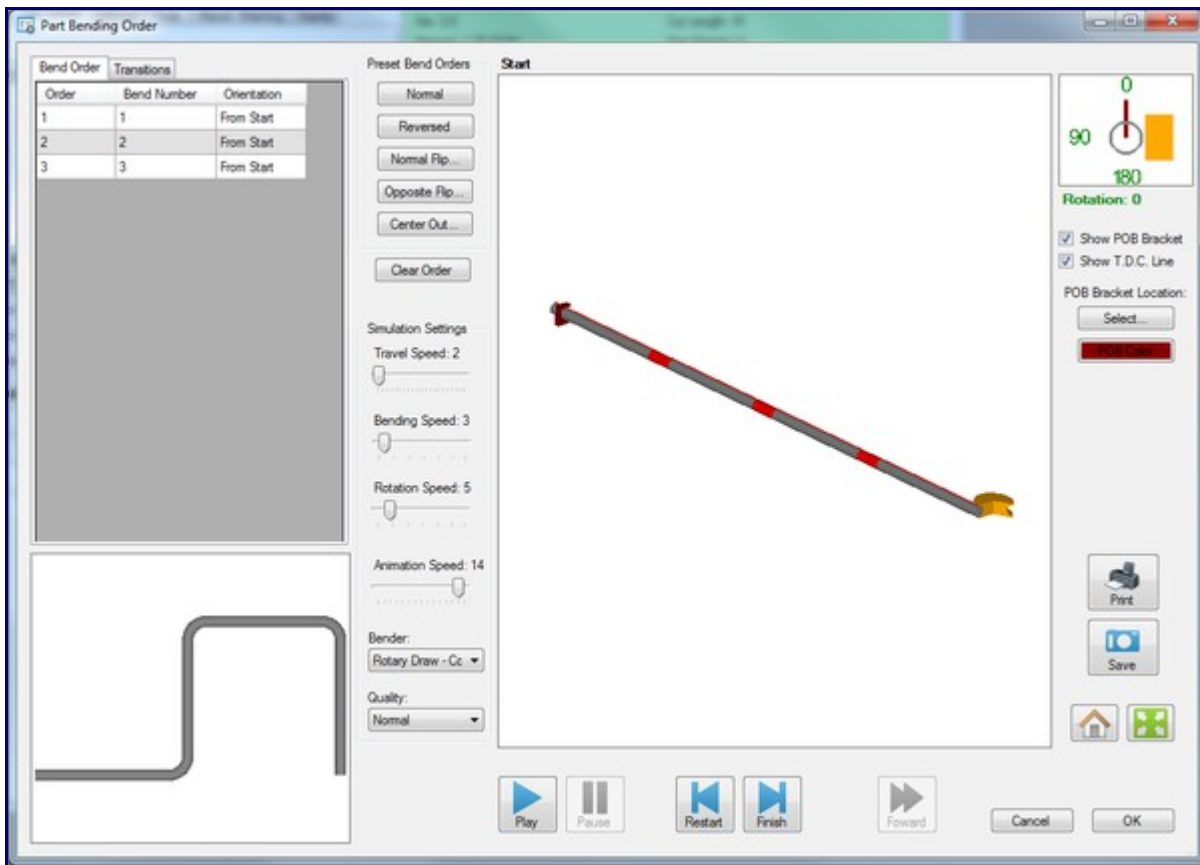 Part Bending Order
Bend Order Transitions
Order Bend Number Orientation
1 1 From Start
2 2 From Start
3 3 From Start
Preset Bend Orders
Normal
Reversed
Normal Flip...
Opposite Flip...
Center Out...
Clear Order
Simulation Settings
Travel Speed: 2
Bending Speed: 3
Rotation Speed: 5
Animation Speed: 14
Bender:
Rotary Draw - Cc
Quality:
Normal
Start
0
90
180
Rotation: 0
Show POB Bracket
Show T.D.C. Line
POB Bracket Location:
Select...
POB Color
Print
Save
Play
Pause
Restart
Finish
Foward
Cancel
OK